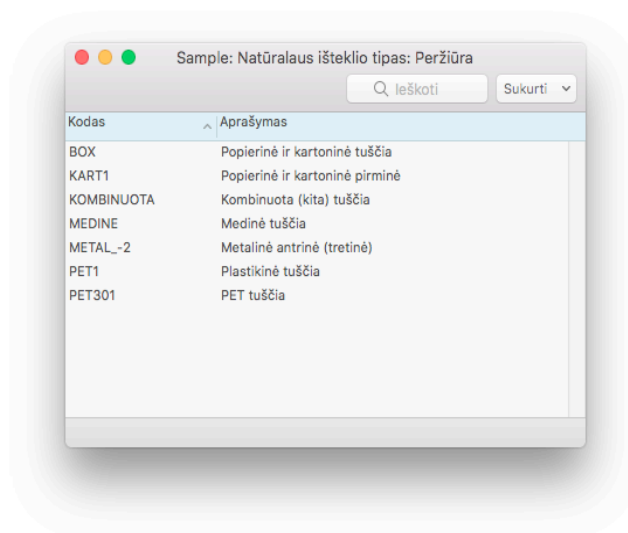 Sample: Natūralaus išteklio tipas: Peržiūra
Ieškoti Sukurti
Kodas Aprašymas
BOX Popierinė ir kartoninė tuščia
KART1 Popierinė ir kartoninė pirminė
KOMBINUOTA Kombinuota (kita) tuščia
MEDINE Medinė tuščia
METAL_-2 Metalinė antrinė (tretinė)
PET1 Plastikinė tuščia
PET301 PET tuščia